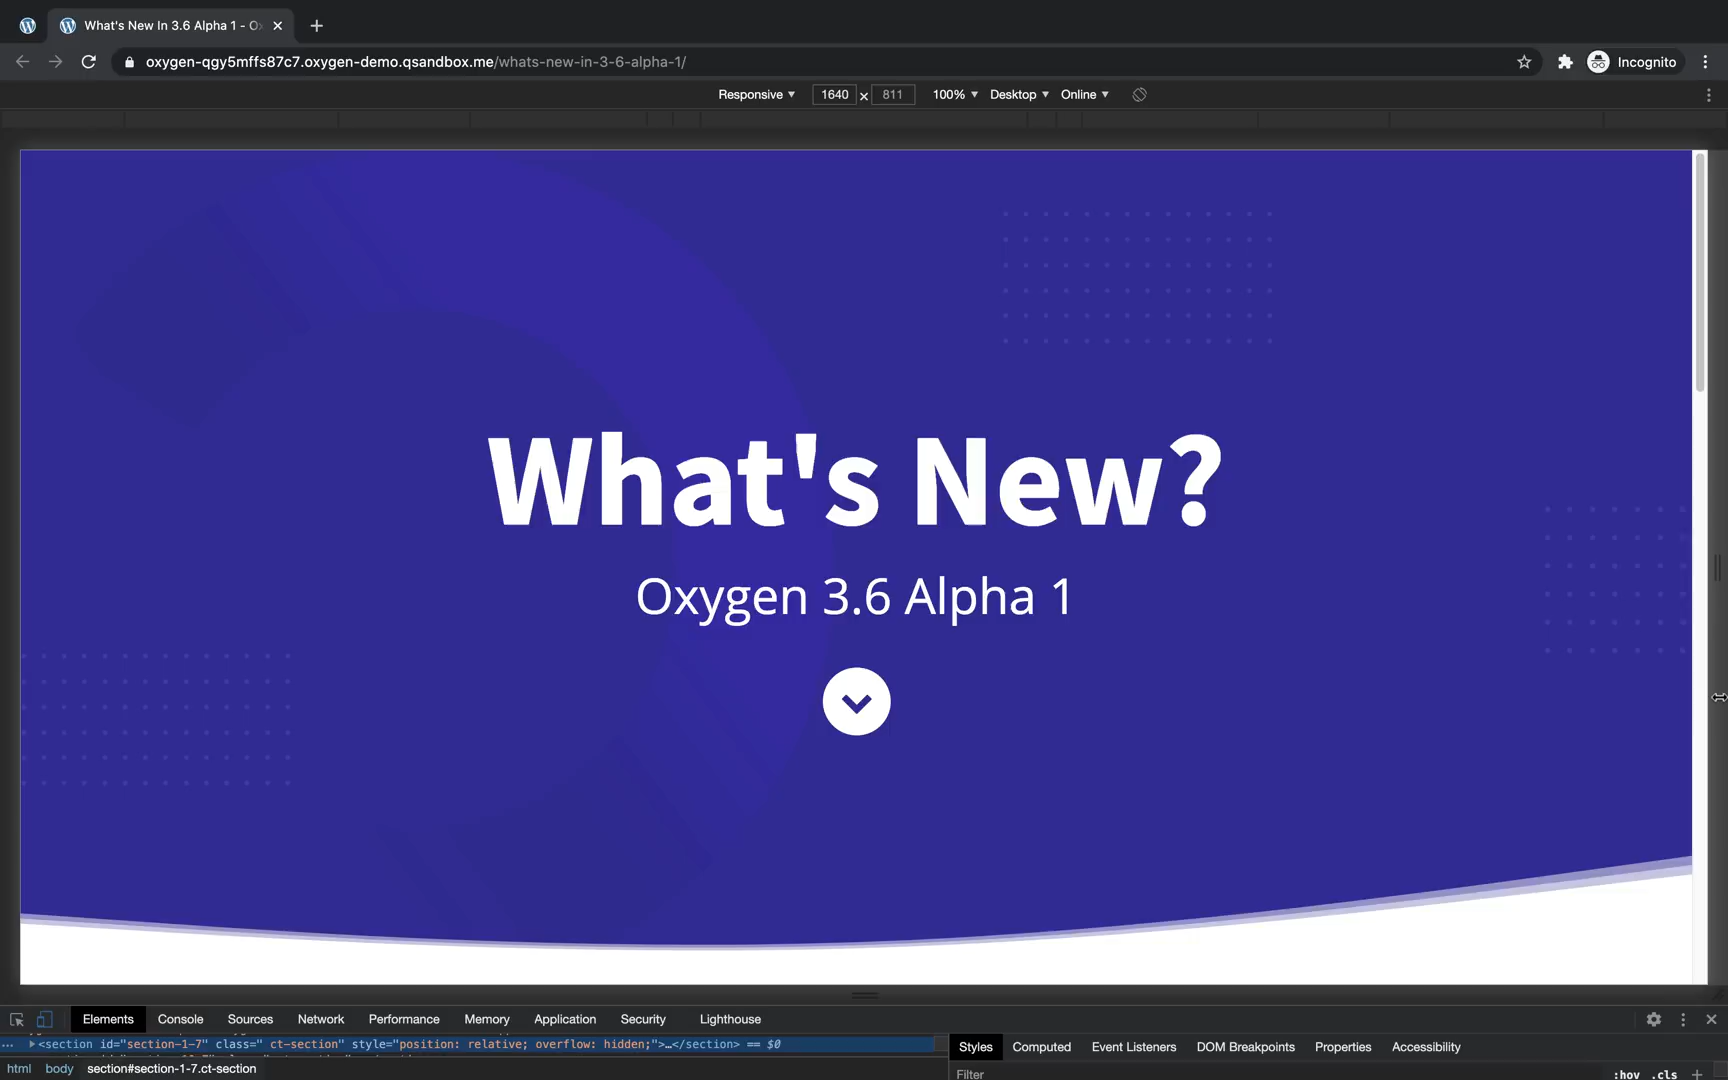 What's New In 3.6 Alpha 1 - Ox
oxygen-qgy5mffs87c7.oxygen-demo.qsandbox.me/whats-new-in-3-6-alpha-1/
Incognito
Responsive 1640 x 811 100% Desktop Online
What's New?
Oxygen 3.6 Alpha 1
Elements Console Sources Network Performance Memory Application Security Lighthouse
... <section id="section-1-7" class=" ct-section" style="position: relative; overflow: hidden;">…</section> == $0
html body section#section-1-7.ct-section
Styles Computed Event Listeners DOM Breakpoints Properties Accessibility
Filter :hov .cls +